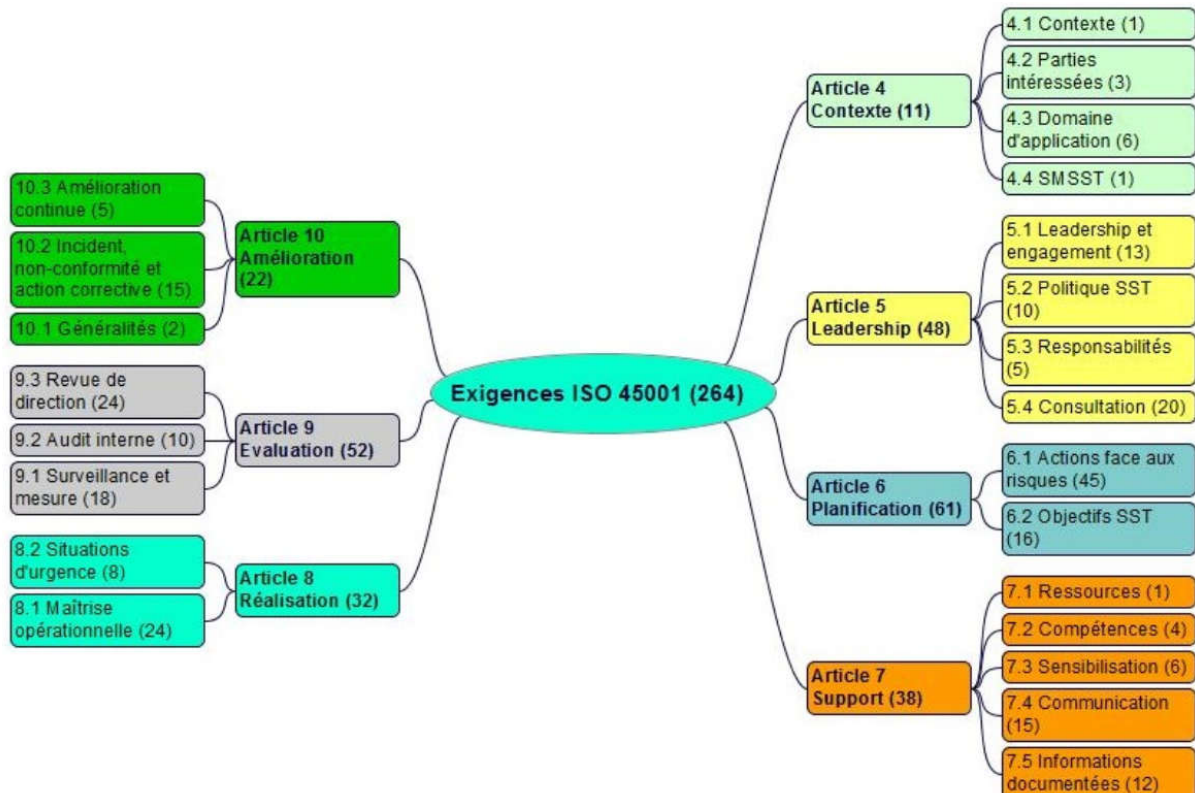 Exigences ISO 45001 (264)
Article 4
Contexte (11)
4.1 Contexte (1)
4.2 Parties
intéressées (3)
4.3 Domaine
d'application (6)
4.4 SMSST (1)
Article 5
Leadership (48)
5.1 Leadership et
engagement (13)
5.2 Politique SST
(10)
5.3 Responsabilités
(5)
5.4 Consultation (20)
Article 6
Planification (61)
6.1 Actions face aux
risques (45)
6.2 Objectifs SST
(16)
Article 7
Support (38)
7.1 Ressources (1)
7.2 Compétences (4)
7.3 Sensibilisation (6)
7.4 Communication
(15)
7.5 Informations
documentées (12)
Article 8
Réalisation (32)
8.2 Situations
d'urgence (8)
8.1 Maîtrise
opérationnelle (24)
Article 9
Evaluation (52)
9.3 Revue de
direction (24)
9.2 Audit interne (10)
9.1 Surveillance et
mesure (18)
Article 10
Amélioration
(22)
10.3 Amélioration
continue (5)
10.2 Incident,
non-conformité et
action corrective (15)
10.1 Généralités (2)